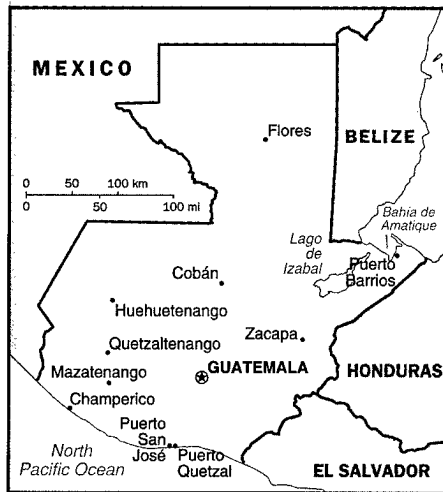 MEXICO
Flores
BELIZE
0 50 100 km
0 50 100 mi
Bahia de
Amatique
Lago
de
Izabal
Puerto
Barrios
Cobán
Huehuetenango
Zacapa
Quetzaltenango
GUATEMALA
HONDURAS
Mazatenango
Champerico
Puerto
San
José
Puerto
Quetzal
North
Pacific Ocean
EL SALVADOR